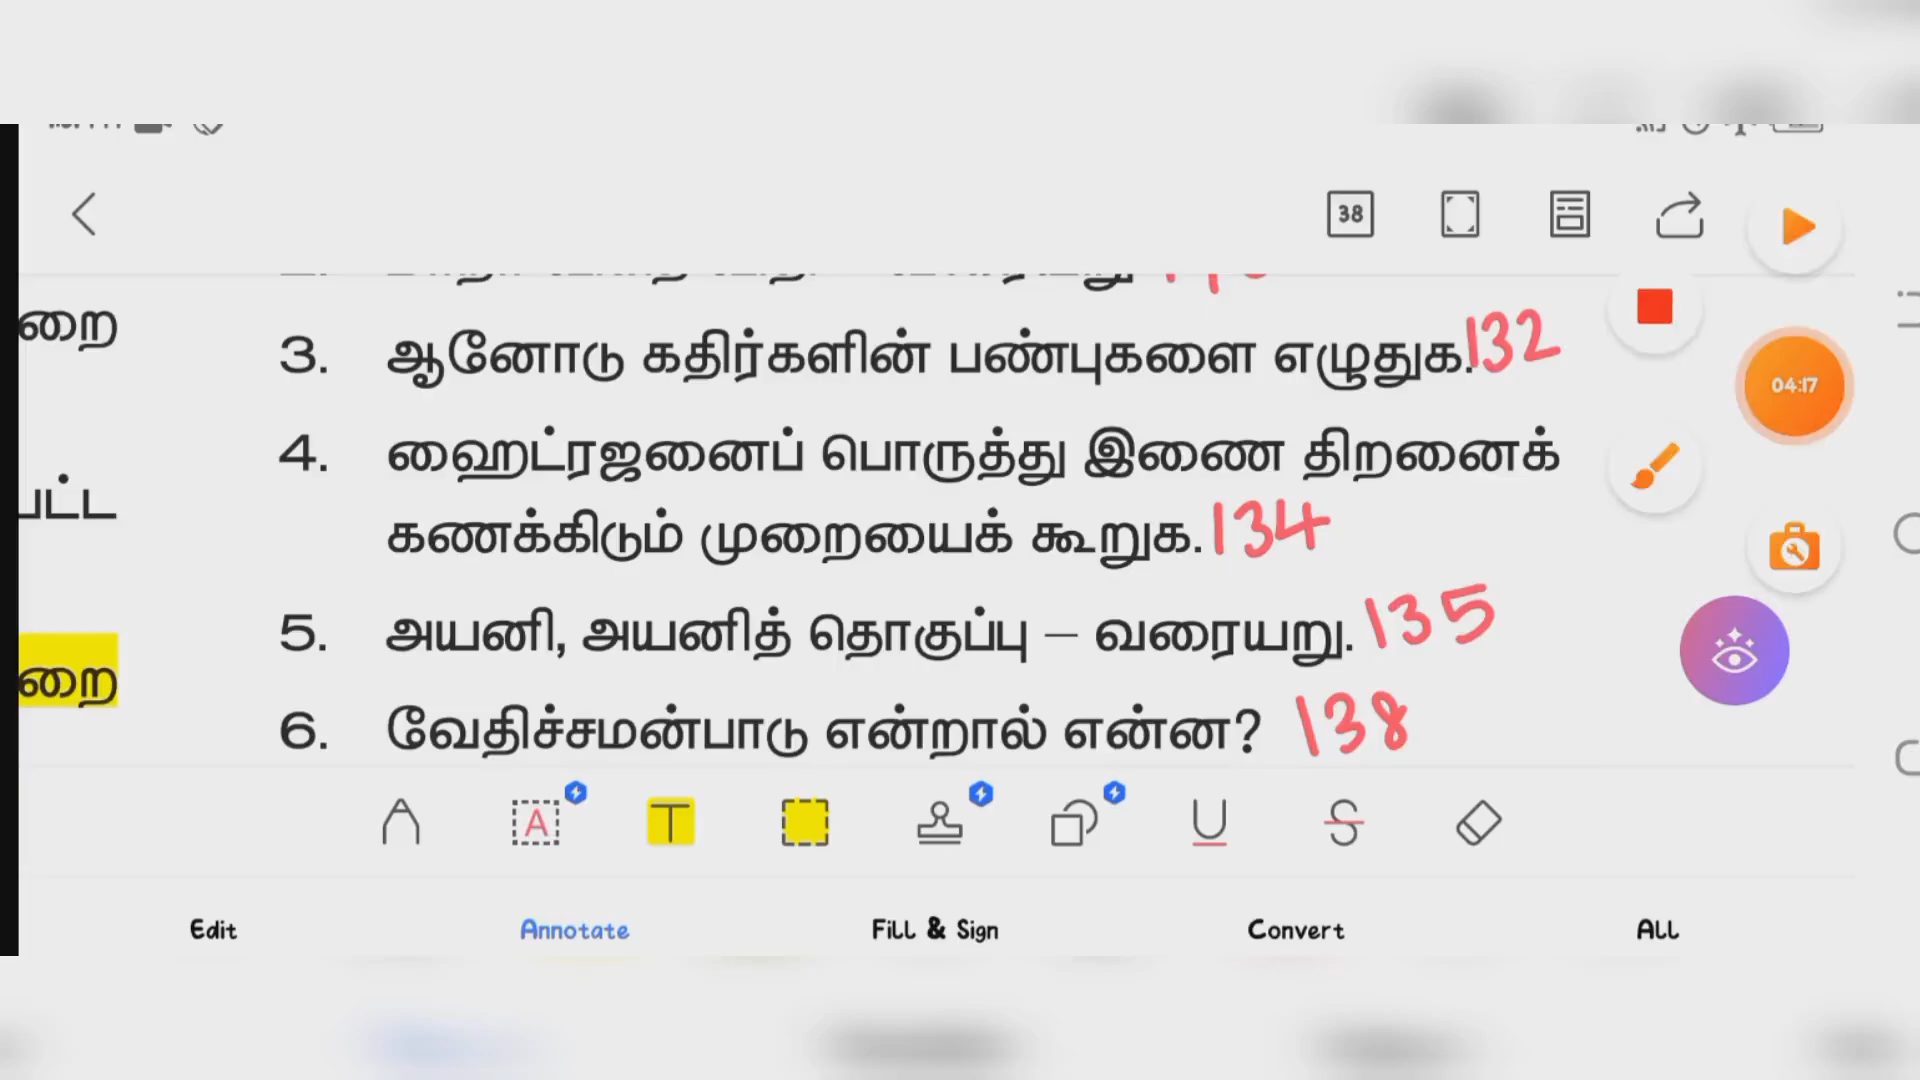 38
றை
3. ஆனோடு கதிர்களின் பண்புகளை எழுதுக. 132
04:17
4. ஹைட்ரஜனைப் பொருத்து இணை திறனைக்
பட்ட
கணக்கிடும் முறையைக் கூறுக. 134
5. அயனி, அயனித் தொகுப்பு – வரையறு. 135
றை
6. வேதிச்சமன்பாடு என்றால் என்ன? 138
Edit Annotate Fill & Sign Convert All